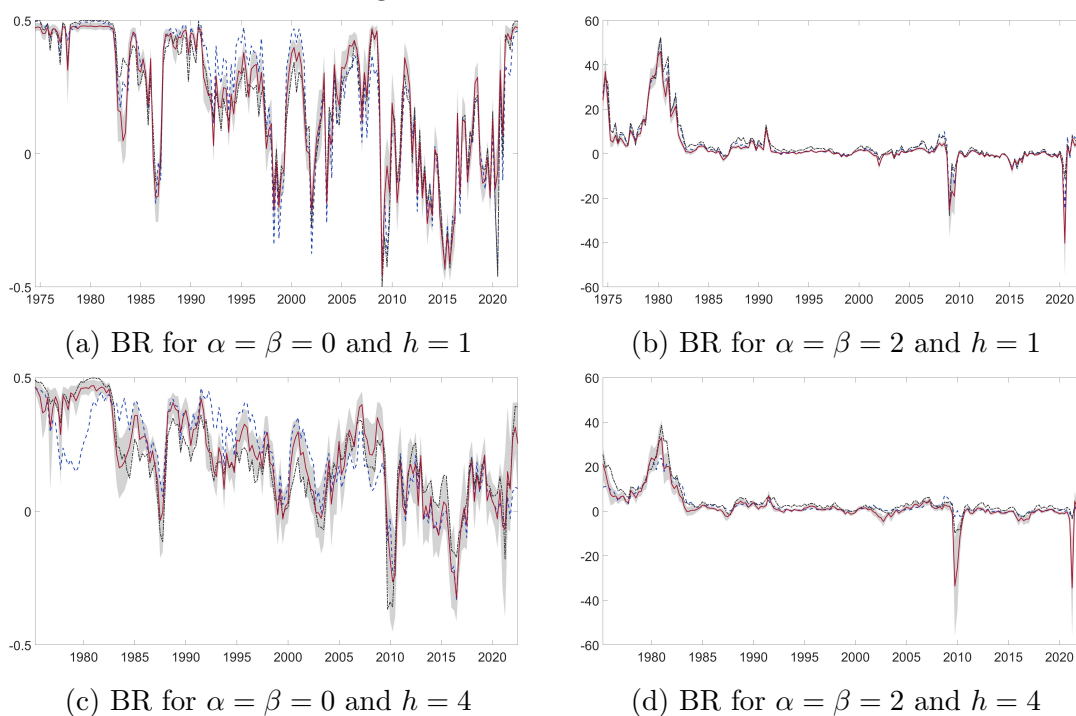 0.5
0
-0.5
1975 1980 1985 1990 1995 2000 2005 2010 2015 2020
60
40
20
0
-20
-40
-60
1975 1980 1985 1990 1995 2000 2005 2010 2015 2020
(a) BR for α = β = 0 and h = 1
(b) BR for α = β = 2 and h = 1
0.5
0
-0.5
1980 1985 1990 1995 2000 2005 2010 2015 2020
60
40
20
0
-20
-40
-60
1980 1985 1990 1995 2000 2005 2010 2015 2020
(c) BR for α = β = 0 and h = 4
(d) BR for α = β = 2 and h = 4